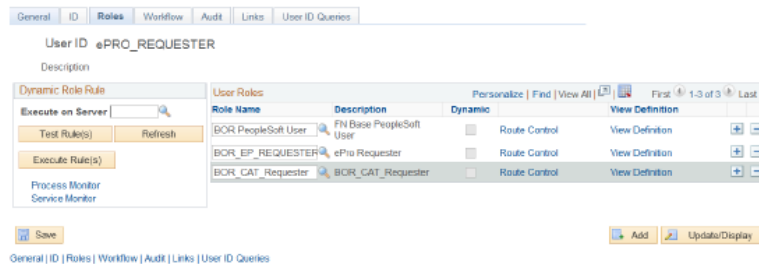 General ID Roles Workflow Audit Links User ID Queries
User ID ePRO_REQUESTER
Description
Dynamic Role Rule
Execute on Server
Test Rule(s) Refresh
Execute Rule(s)
Process Monitor
Service Monitor
User Roles Personalize | Find | View All | First 1-3 of 3 Last
Role Name Description Dynamic View Definition
BOR PeopleSoft User FN Base PeopleSoft User Route Control View Definition
BOR_EP_REQUESTER ePro Requester Route Control View Definition
BOR_CAT_Requester BOR_CAT_Requester Route Control View Definition
Save Add Update/Display
General | ID | Roles | Workflow | Audit | Links | User ID Queries